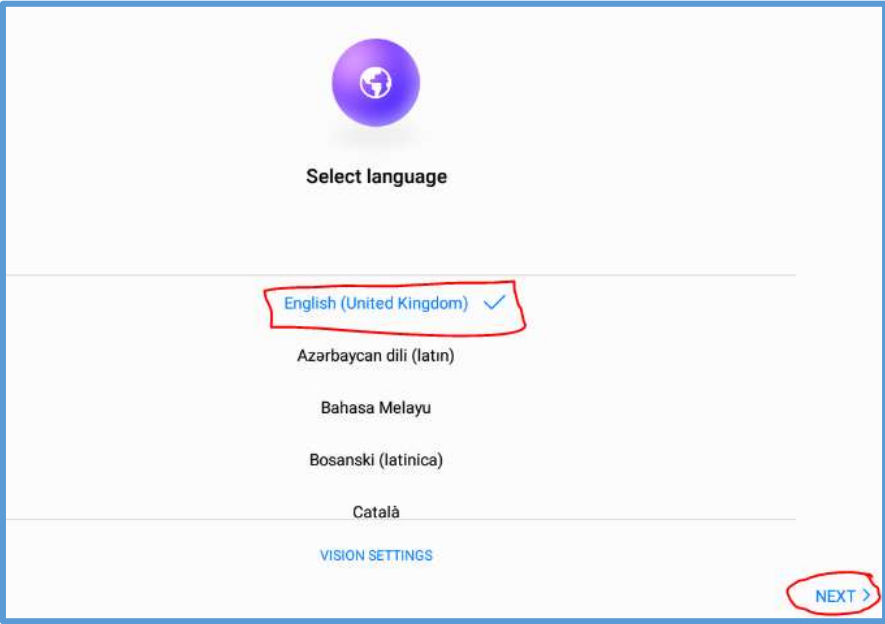 Select language
English (United Kingdom)
Azərbaycan dili (latın)
Bahasa Melayu
Bosanski (latinica)
Català
VISION SETTINGS
NEXT